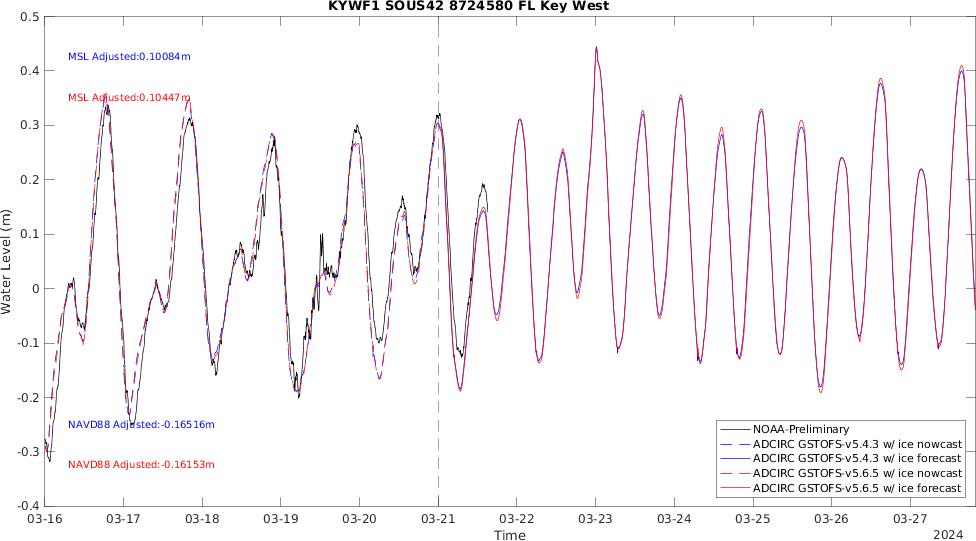 KYWF1 SOUS42 8724580 FL Key West
0.5
0.4
0.3
0.2
0.1
0
-0.1
-0.2
-0.3
-0.4
Water Level (m)
MSL Adjusted:0.10084m
MSL Adjusted:0.10447m
NAVD88 Adjusted:-0.16516m
NAVD88 Adjusted:-0.16153m
NOAA-Preliminary
ADCIRC GSTOFS-v5.4.3 w/ ice nowcast
ADCIRC GSTOFS-v5.4.3 w/ ice forecast
ADCIRC GSTOFS-v5.6.5 w/ ice nowcast
ADCIRC GSTOFS-v5.6.5 w/ ice forecast
03-16 03-17 03-18 03-19 03-20 03-21 03-22 03-23 03-24 03-25 03-26 03-27
Time
2024